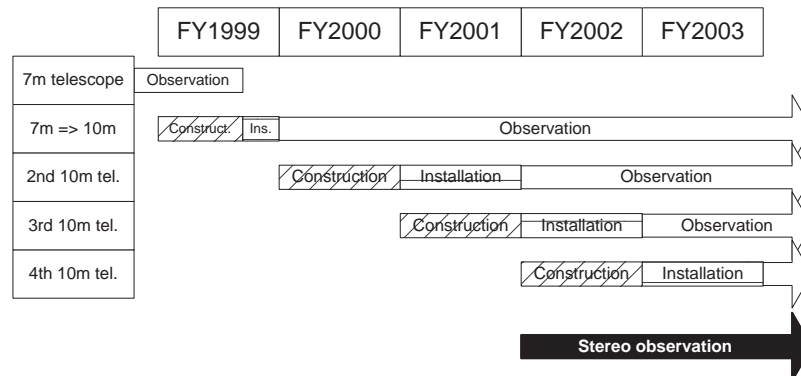 FY1999 FY2000 FY2001 FY2002 FY2003
7m telescope Observation
7m => 10m Construct. Ins. Observation
2nd 10m tel. Construction Installation Observation
3rd 10m tel. Construction Installation Observation
4th 10m tel. Construction Installation
Stereo observation